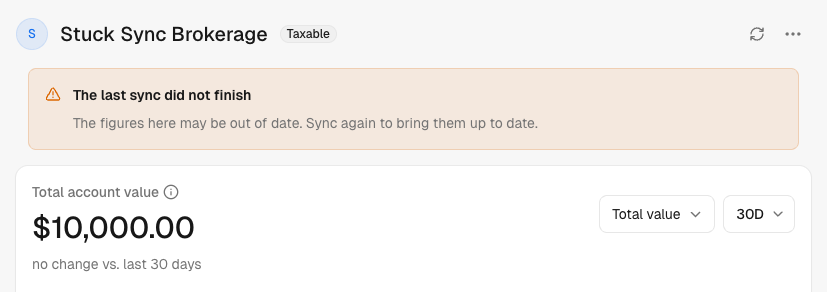 S
Stuck Sync Brokerage
Taxable
The last sync did not finish
The figures here may be out of date. Sync again to bring them up to date.
Total account value
$10,000.00
no change vs. last 30 days
Total value
30D